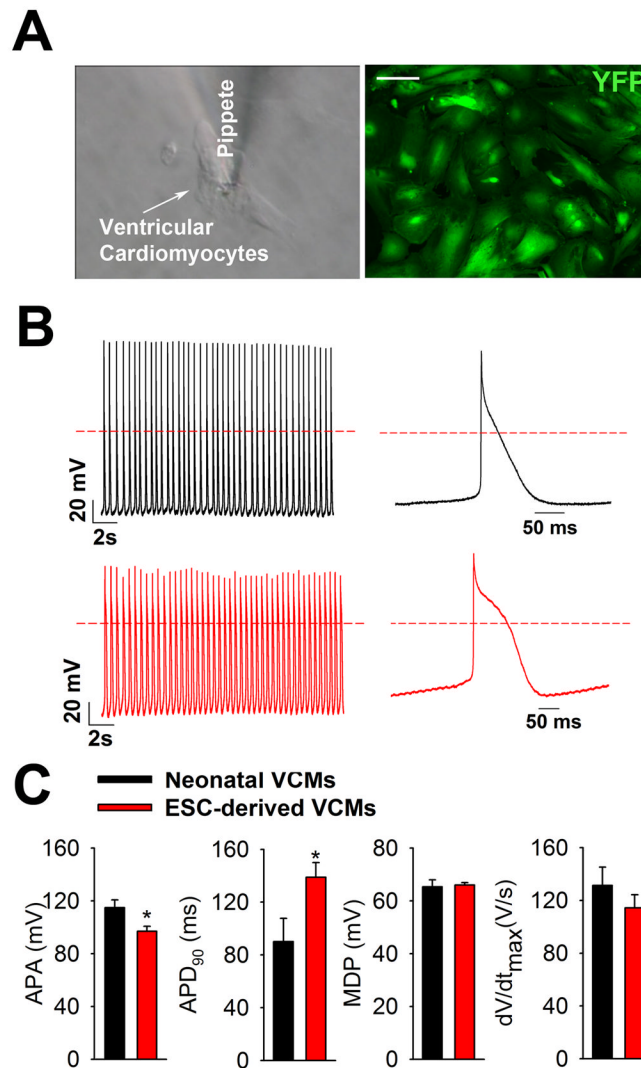 A
Pippete
Ventricular
Cardiomyocytes
YFP
B
20 mV
2s
50 ms
20 mV
2s
50 ms
C
Neonatal VCMs
ESC-derived VCMs
APA (mV)
160
120
80
40
0
*
APD90 (ms)
160
120
80
40
0
*
MDP (mV)
80
60
40
20
0
dV/dtmax(V/s)
160
120
80
40
0